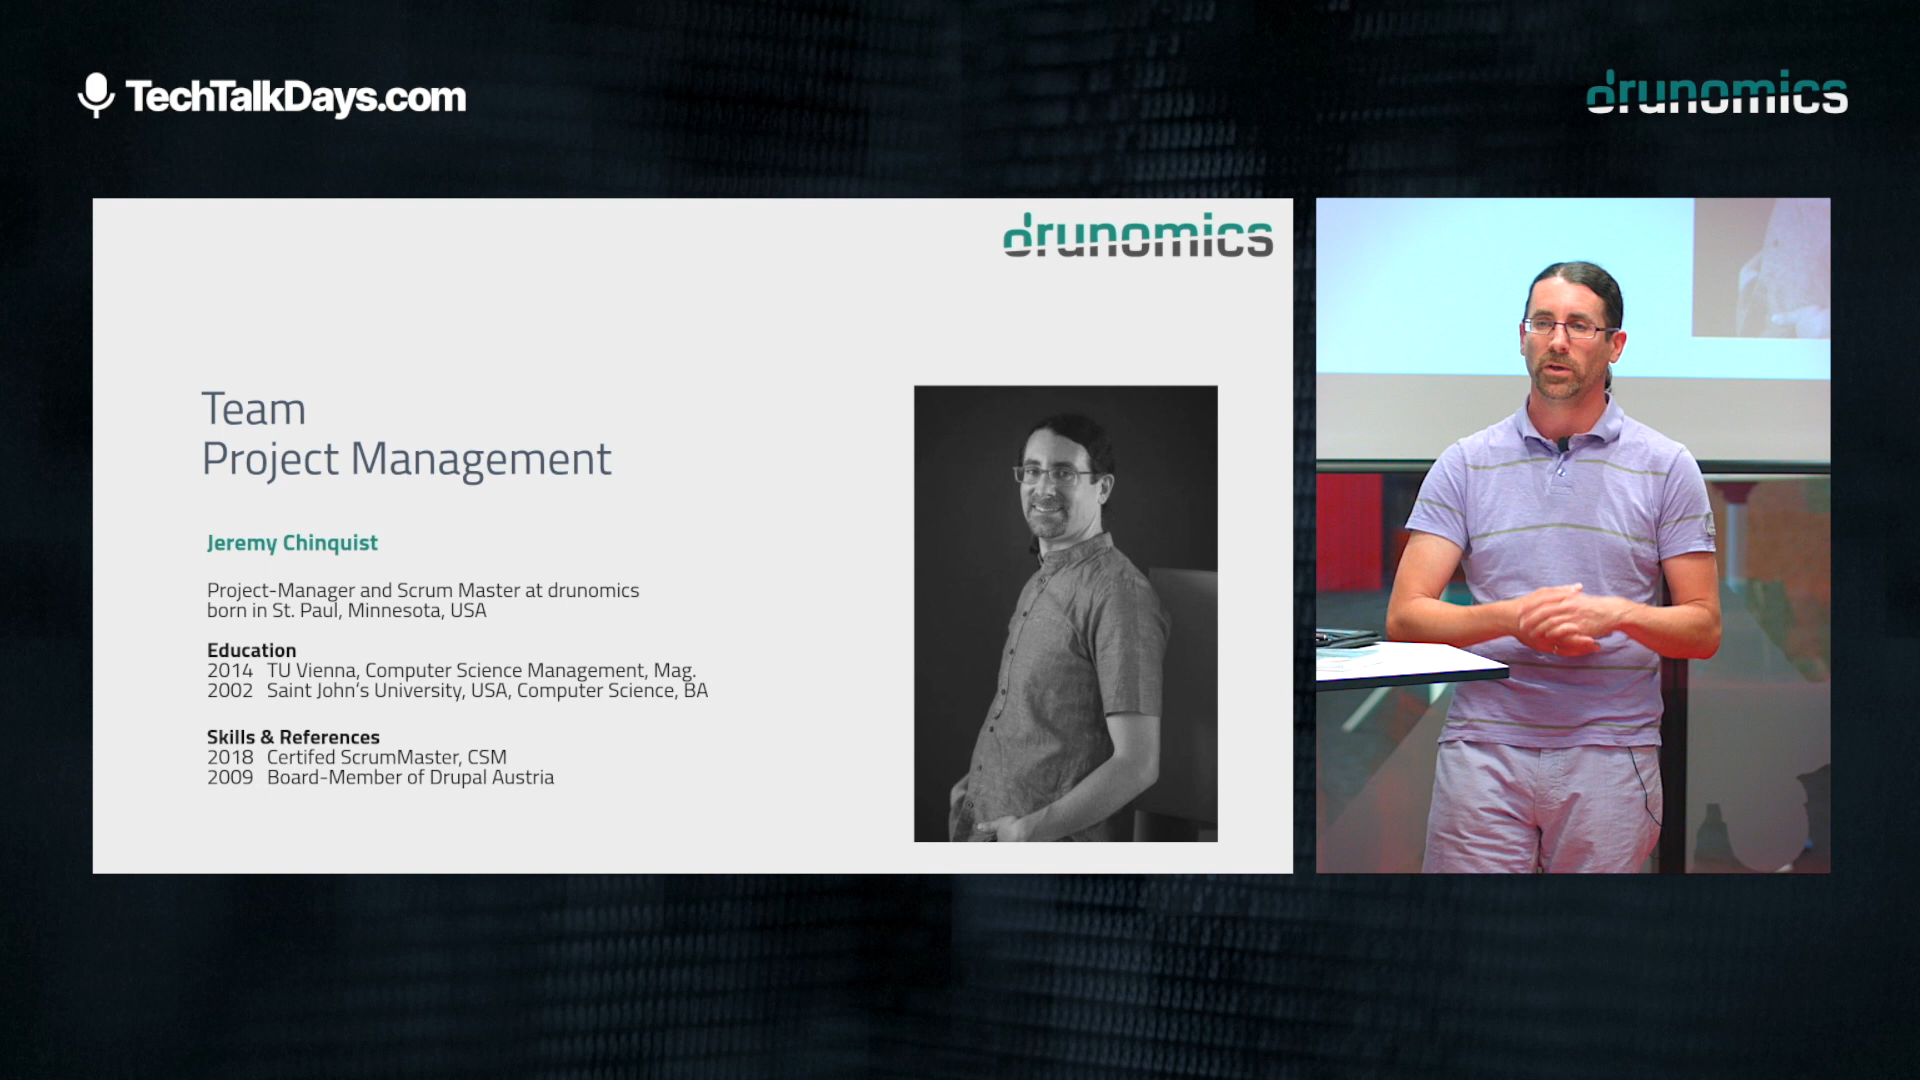 TechTalkDays.com
drunomics
drunomics
Team
Project Management
Jeremy Chinquist
Project-Manager and Scrum Master at drunomics
born in St. Paul, Minnesota, USA
Education
2014 TU Vienna, Computer Science Management, Mag.
2002 Saint John's University, USA, Computer Science, BA
Skills & References
2018 Certifed ScrumMaster, CSM
2009 Board-Member of Drupal Austria